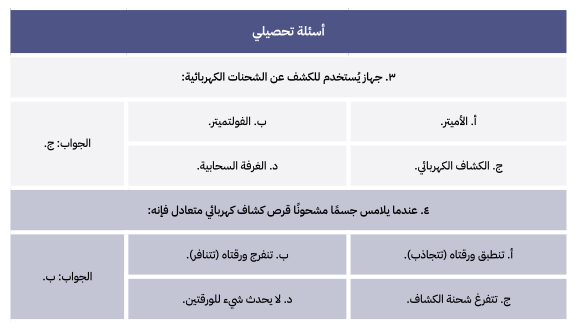 أسئلة تحصيلي
٣. جهاز يُستخدم للكشف عن الشحنات الكهربائية:
أ. الأميتر.
ب. الفولتميتر.
ج. الكشاف الكهربائي.
د. الغرفة السحابية.
الجواب: ج.
٤. عندما يلامس جسمًا مشحونًا قرص كشاف كهربائي متعادل فإنه:
أ. تنطبق ورقتاه (تتجاذب).
ب. تنفرج ورقتاه (تتنافر).
ج. تتفرغ شحنة الكشاف.
د. لا يحدث شيء للورقتين.
الجواب: ب.